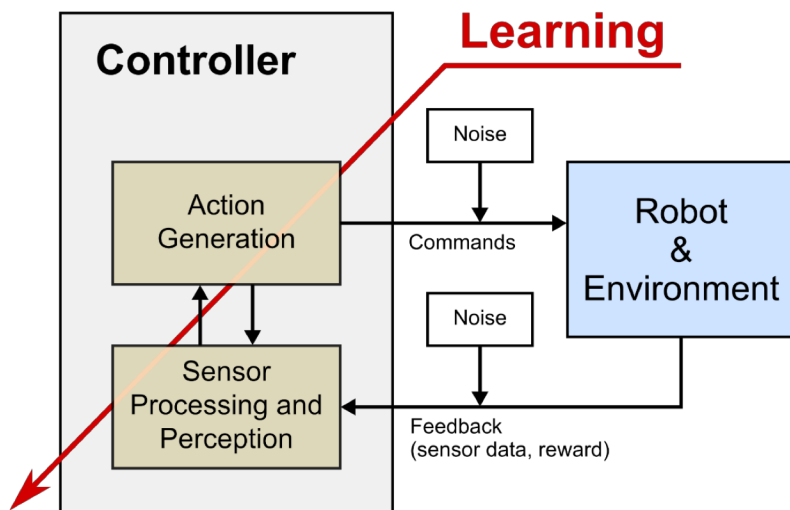 Learning
Controller
Noise
Action
Generation
Commands
Robot
&
Environment
Noise
Sensor
Processing and
Perception
Feedback
(sensor data, reward)